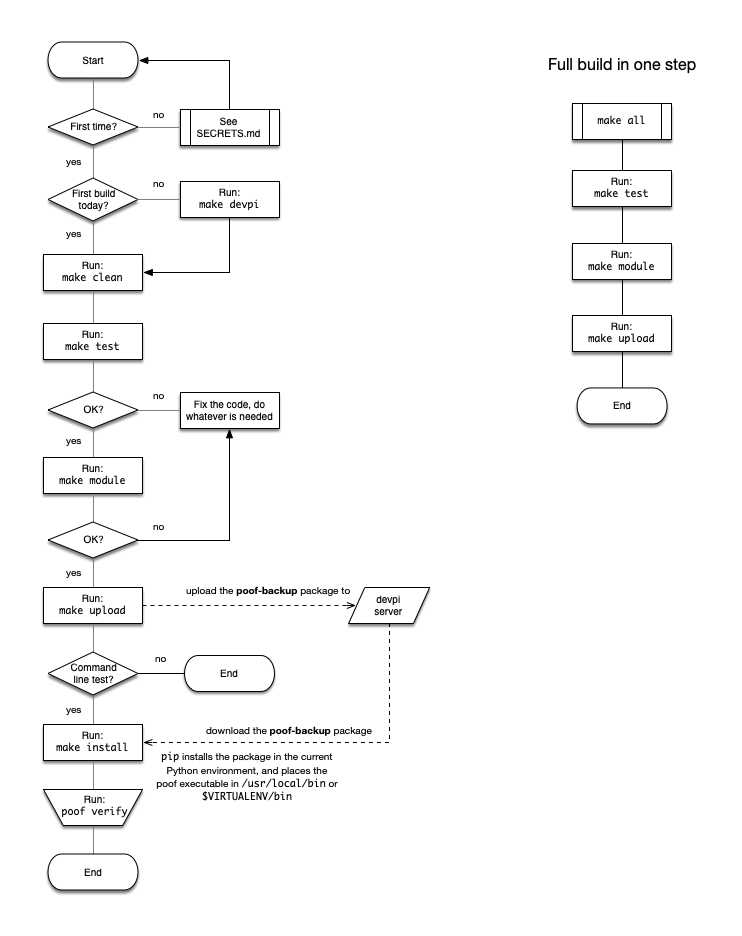 Start
Full build in one step
First time?
no
See
SECRETS.md
make all
yes
First build
today?
no
Run:
make devpi
Run:
make test
yes
Run:
make clean
Run:
make module
Run:
make test
Run:
make upload
OK?
no
Fix the code, do
whatever is needed
End
yes
Run:
make module
OK?
no
yes
Run:
make upload
upload the poof-backup package to
devpi
server
Command
line test?
no
End
yes
Run:
make install
download the poof-backup package
pip installs the package in the current
Python environment, and places the
poof executable in /usr/local/bin or
$VIRTUALENV/bin
Run:
poof verify
End